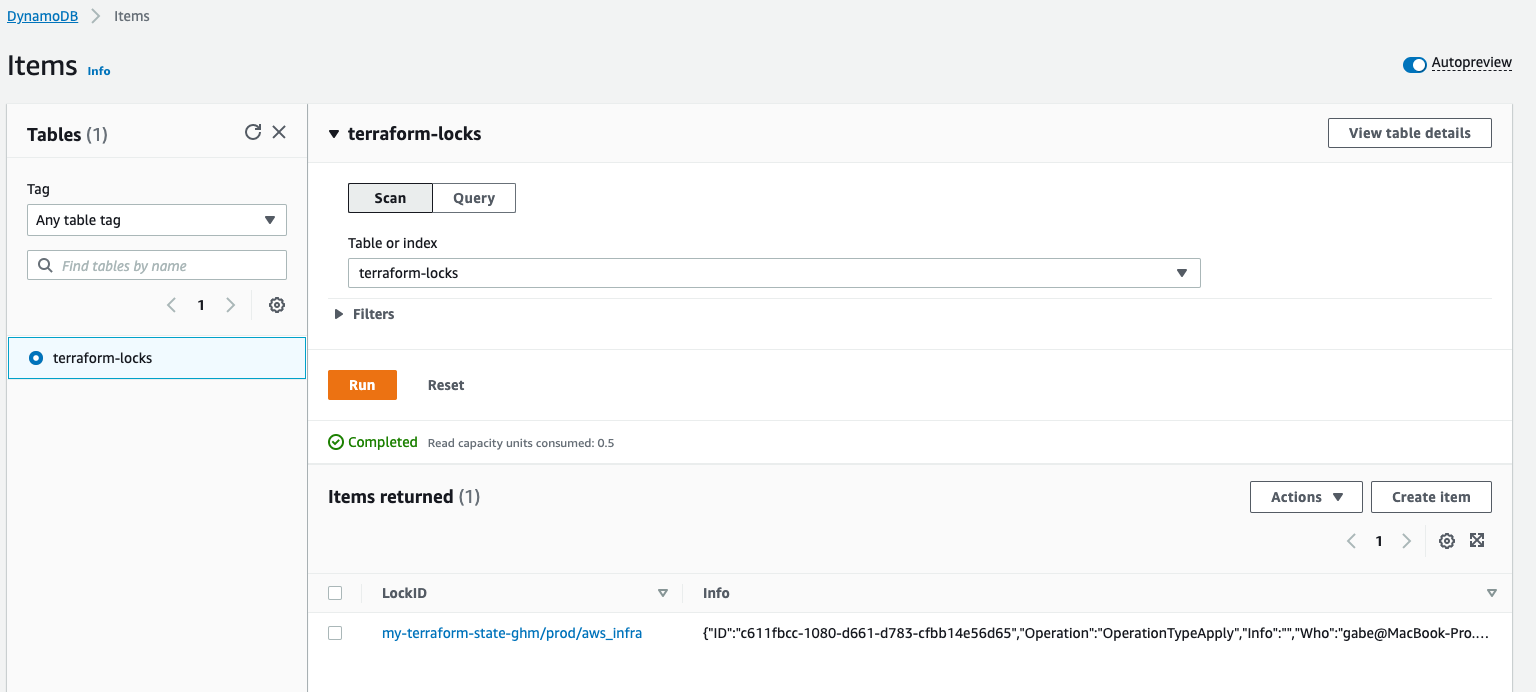 DynamoDB > Items
Items Info
Autopreview
Tables (1)
Tag
Any table tag
Find tables by name
1
terraform-locks
terraform-locks
View table details
Scan Query
Table or index
terraform-locks
Filters
Run Reset
Completed Read capacity units consumed: 0.5
Items returned (1)
Actions Create item
1
LockID Info
my-terraform-state-ghm/prod/aws_infra {"ID":"c611fbcc-1080-d661-d783-cfbb14e56d65","Operation":"OperationTypeApply","Info":"","Who":"gabe@MacBook-Pro....